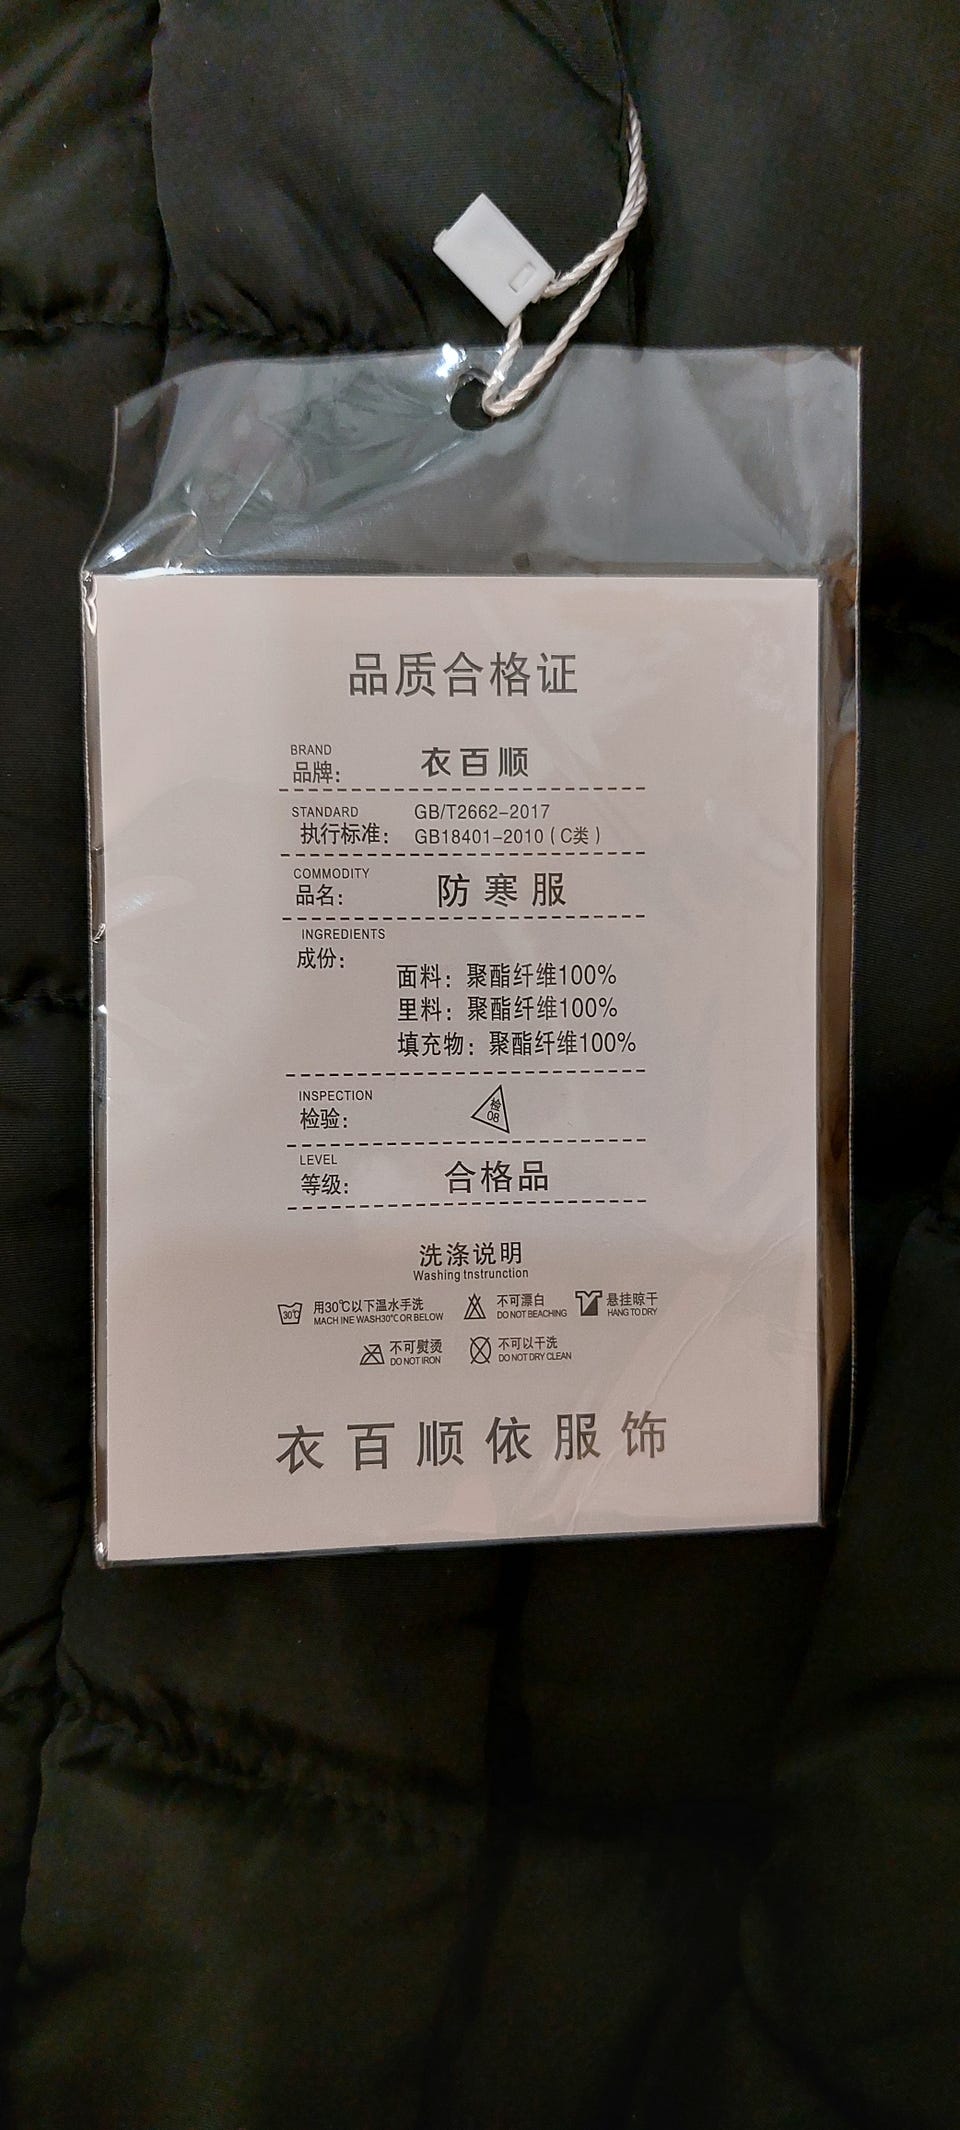 品质合格证
BRAND
品牌: 衣百顺
STANDARD GB/T2662-2017
执行标准: GB18401-2010 ( C类 )
COMMODITY
品名: 防寒服
INGREDIENTS
成份:
面料: 聚酯纤维100%
里料: 聚酯纤维100%
填充物: 聚酯纤维100%
INSPECTION
检验: 检 08
LEVEL
等级: 合格品
洗涤说明
Washing tnstrunction
30℃ 用30℃以下温水手洗 不可漂白 悬挂晾干
MACH INE WASH30℃ OR BELOW DO NOT BEACHING HANG TO DRY
不可熨烫 不可以干洗
DO NOT IRON DO NOT DRY CLEAN
衣百顺依服饰